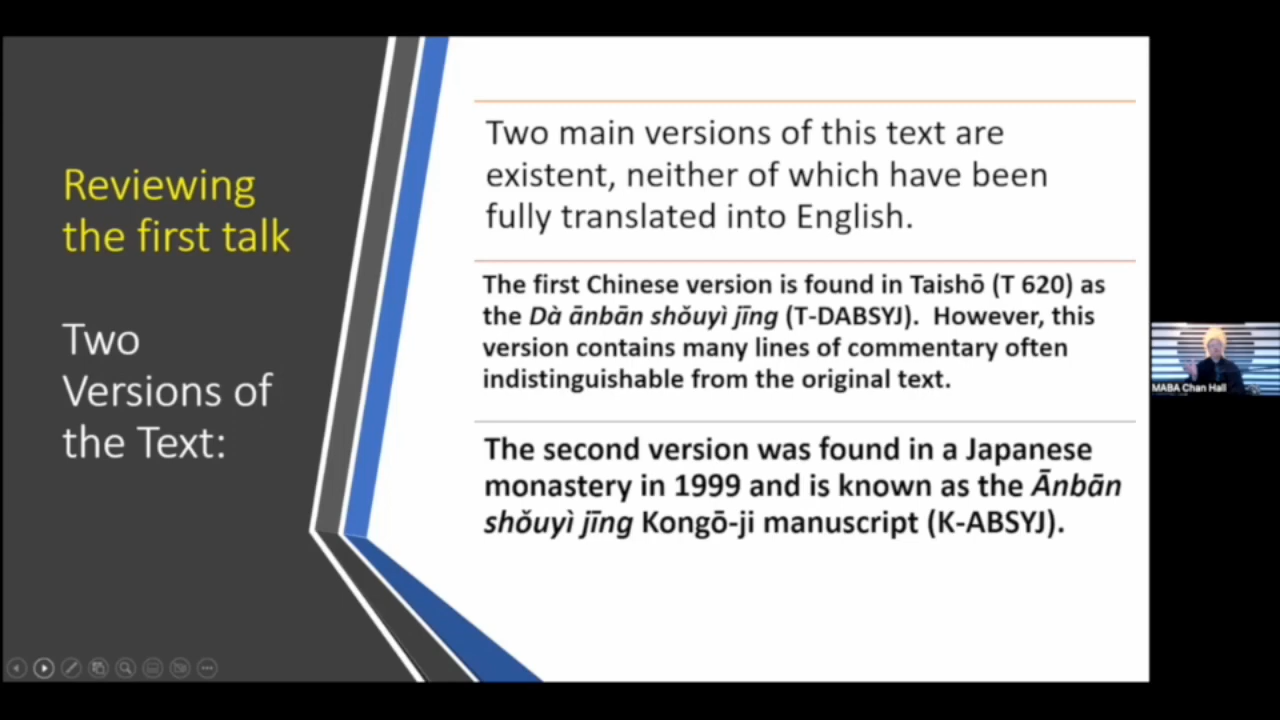 Reviewing
the first talk
Two
Versions of
the Text:
Two main versions of this text are
existent, neither of which have been
fully translated into English.
The first Chinese version is found in Taishō (T 620) as
the Dà ānbān shǒuyì jīng (T-DABSYJ).  However, this
version contains many lines of commentary often
indistinguishable from the original text.
The second version was found in a Japanese
monastery in 1999 and is known as the Ānbān
shǒuyì jīng Kongō-ji manuscript (K-ABSYJ).
MABA Chan Hall